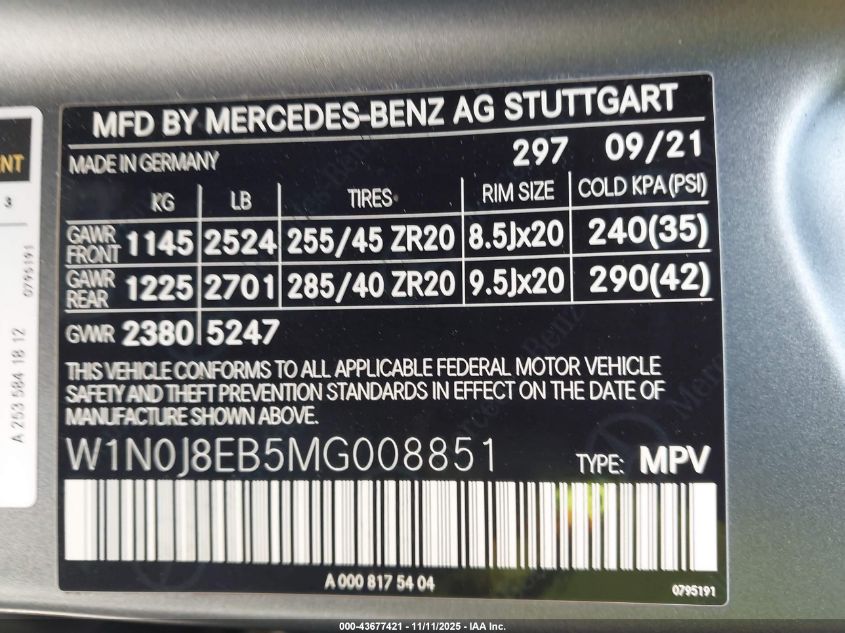 MFD BY MERCEDES-BENZ AG STUTTGART
MADE IN GERMANY 297 09/21
KG LB TIRES RIM SIZE COLD KPA(PSI)
GAWR FRONT 1145 2524 255/45 ZR20 8.5Jx20 240(35)
GAWR REAR 1225 2701 285/40 ZR20 9.5Jx20 290(42)
GVWR 2380 5247
THIS VEHICLE CONFORMS TO ALL APPLICABLE FEDERAL MOTOR VEHICLE
SAFETY AND THEFT PREVENTION STANDARDS IN EFFECT ON THE DATE OF
MANUFACTURE SHOWN ABOVE.
W1N0J8EB5MG008851 TYPE: MPV
A 000 817 54 04
0795191
ENT
3
0795191
A 253 584 18 12
000-43677421 - 11/11/2025 - IAA Inc.